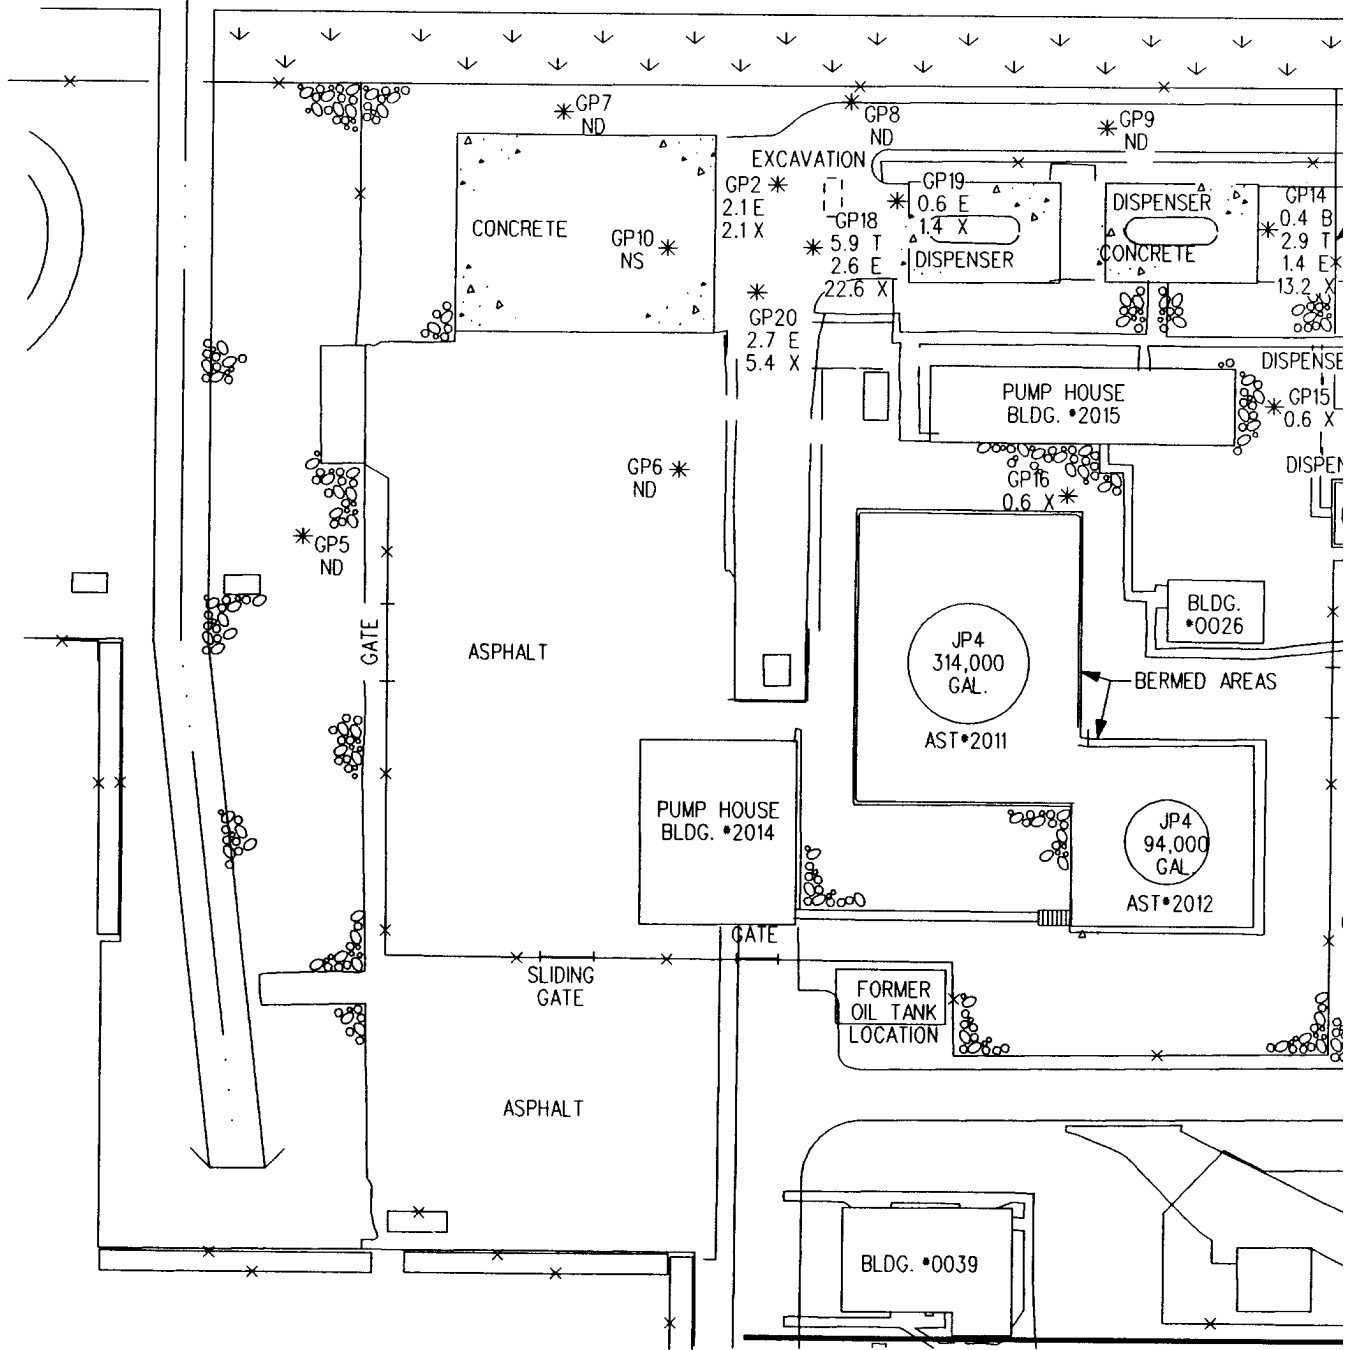 GP7
ND
GP8
ND
GP9
ND
EXCAVATION
GP2
2.1 E
2.1 X
GP19
0.6 E
1.4 X
DISPENSER
GP18
5.9 T
2.6 E
22.6 X
DISPENSER
CONCRETE
GP14
0.4 B
2.9 T
1.4 E
13.2 X
CONCRETE
GP10
NS
GP20
2.7 E
5.4 X
PUMP HOUSE
BLDG. #2015
DISPENSE
GP15
0.6 X
DISPEN
GP6
ND
GP16
0.6 X
GP5
ND
GATE
ASPHALT
JP4
314,000
GAL.
AST#2011
BLDG.
#0026
BERMED AREAS
PUMP HOUSE
BLDG. #2014
JP4
94,000
GAL.
AST#2012
GATE
SLIDING
GATE
FORMER
OIL TANK
LOCATION
ASPHALT
BLDG. #0039